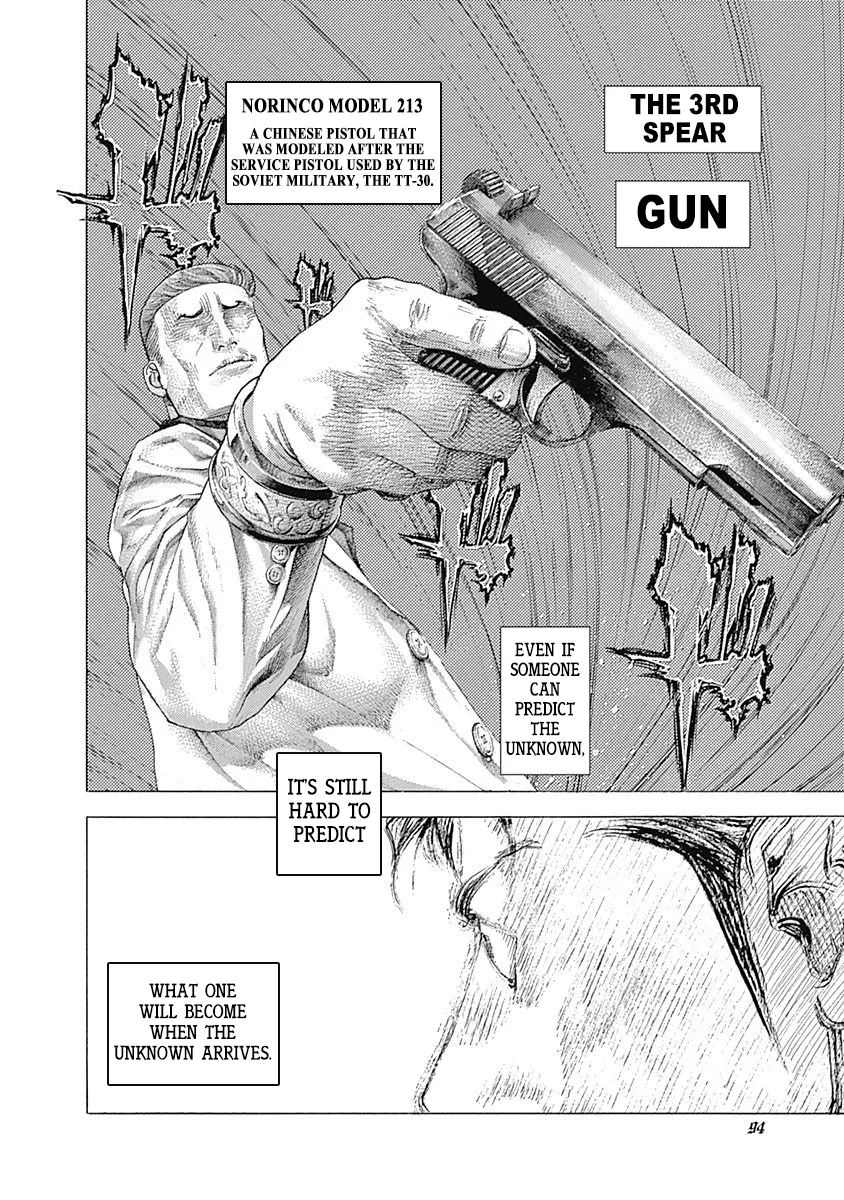 NORINCO MODEL 213
A CHINESE PISTOL THAT
WAS MODELED AFTER THE
SERVICE PISTOL USED BY THE
SOVIET MILITARY, THE TT-30.
THE 3RD
SPEAR
GUN
EVEN IF
SOMEONE
CAN
PREDICT
THE
UNKNOWN,
IT'S STILL
HARD TO
PREDICT
WHAT ONE
WILL BECOME
WHEN THE
UNKNOWN ARRIVES.
94